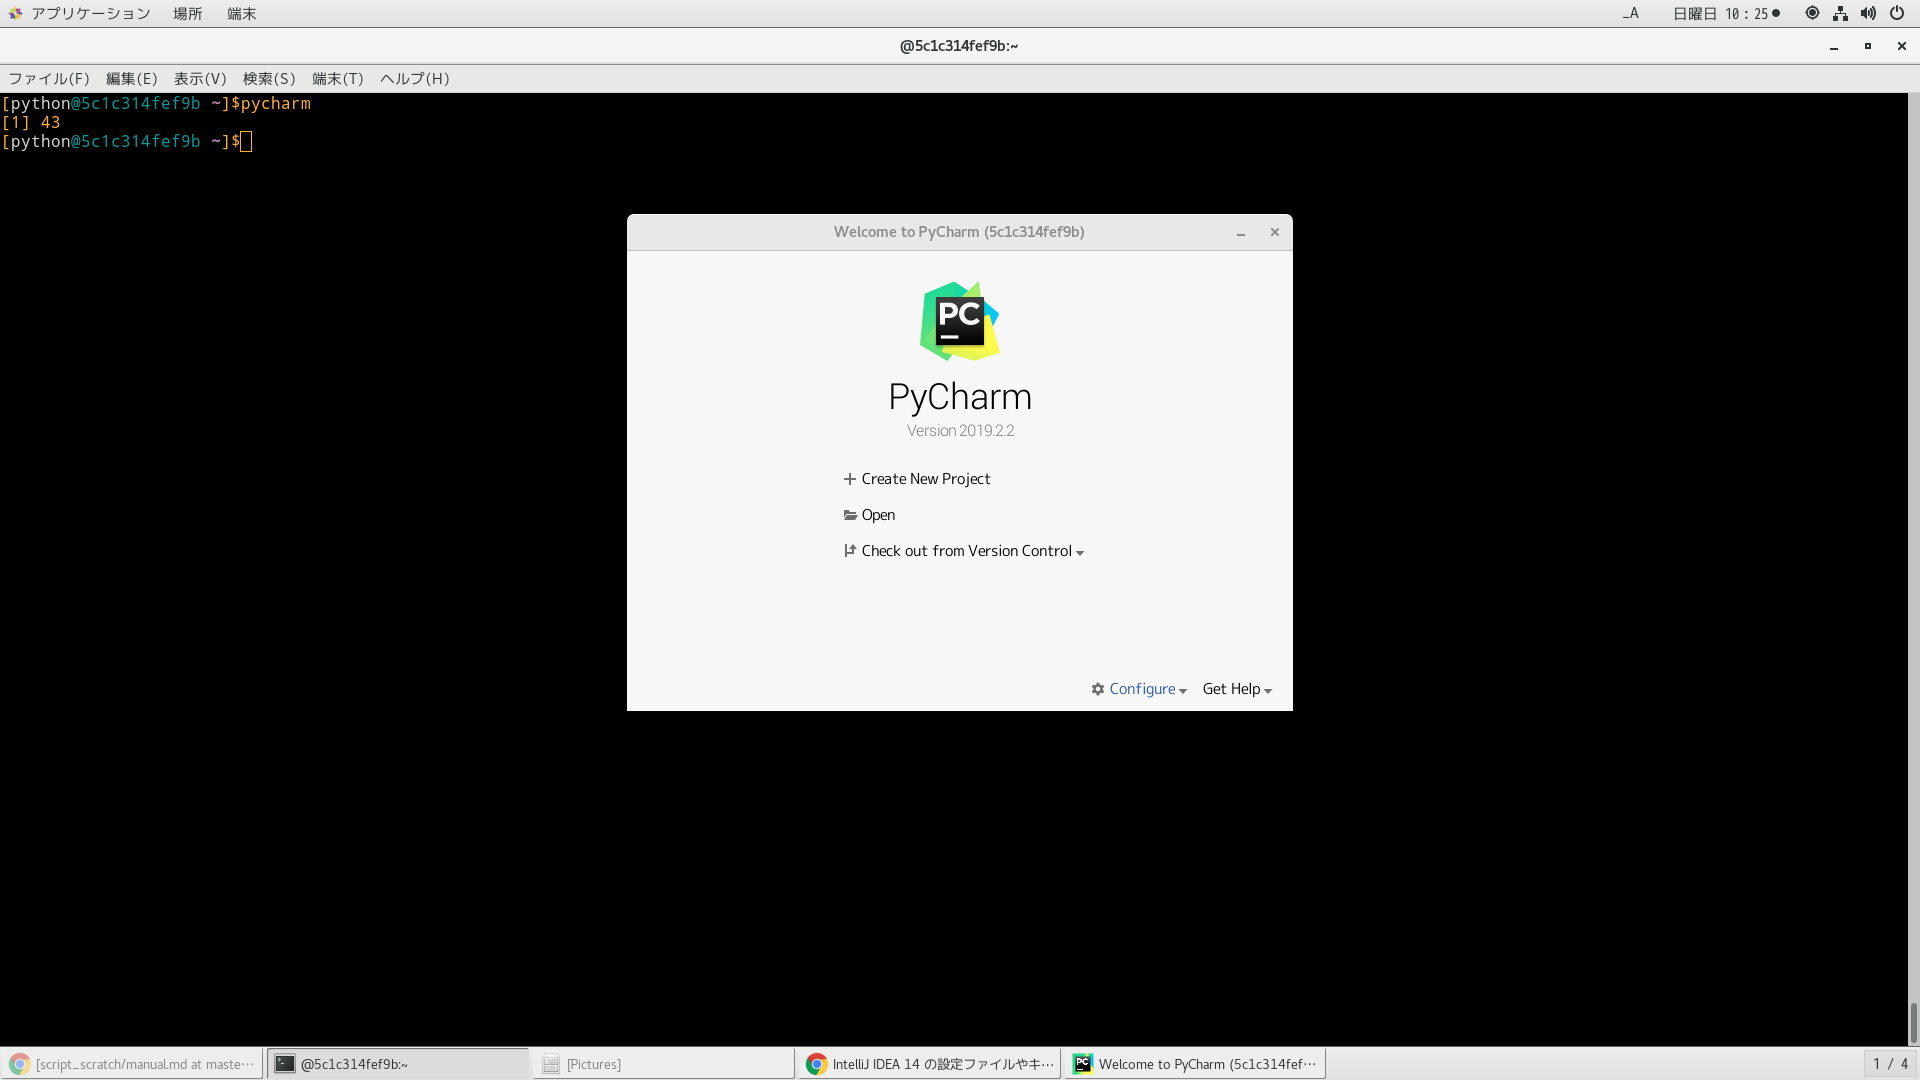 アプリケーション 場所 端末 _A 日曜日 10：25
@5c1c314fef9b:~
ファイル(F) 編集(E) 表示(V) 検索(S) 端末(T) ヘルプ(H)
[python@5c1c314fef9b ~]$pycharm
[1] 43
[python@5c1c314fef9b ~]$
Welcome to PyCharm (5c1c314fef9b)
PC
PyCharm
Version 2019.2.2
Create New Project
Open
Check out from Version Control
Configure Get Help
[script_scratch/manual.md at maste… @5c1c314fef9b:~ [Pictures] IntelliJ IDEA 14 の設定ファイルやキ… Welcome to PyCharm (5c1c314fef… 1 / 4